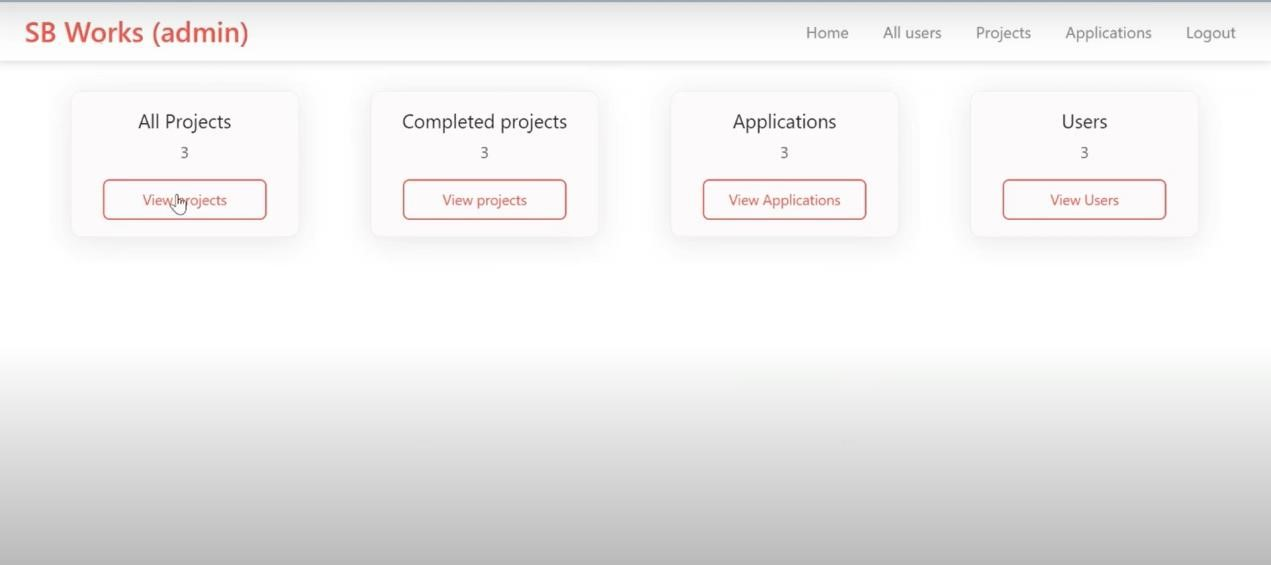 SB Works (admin)
Home All users Projects Applications Logout
All Projects
3
View projects
Completed projects
3
View projects
Applications
3
View Applications
Users
3
View Users